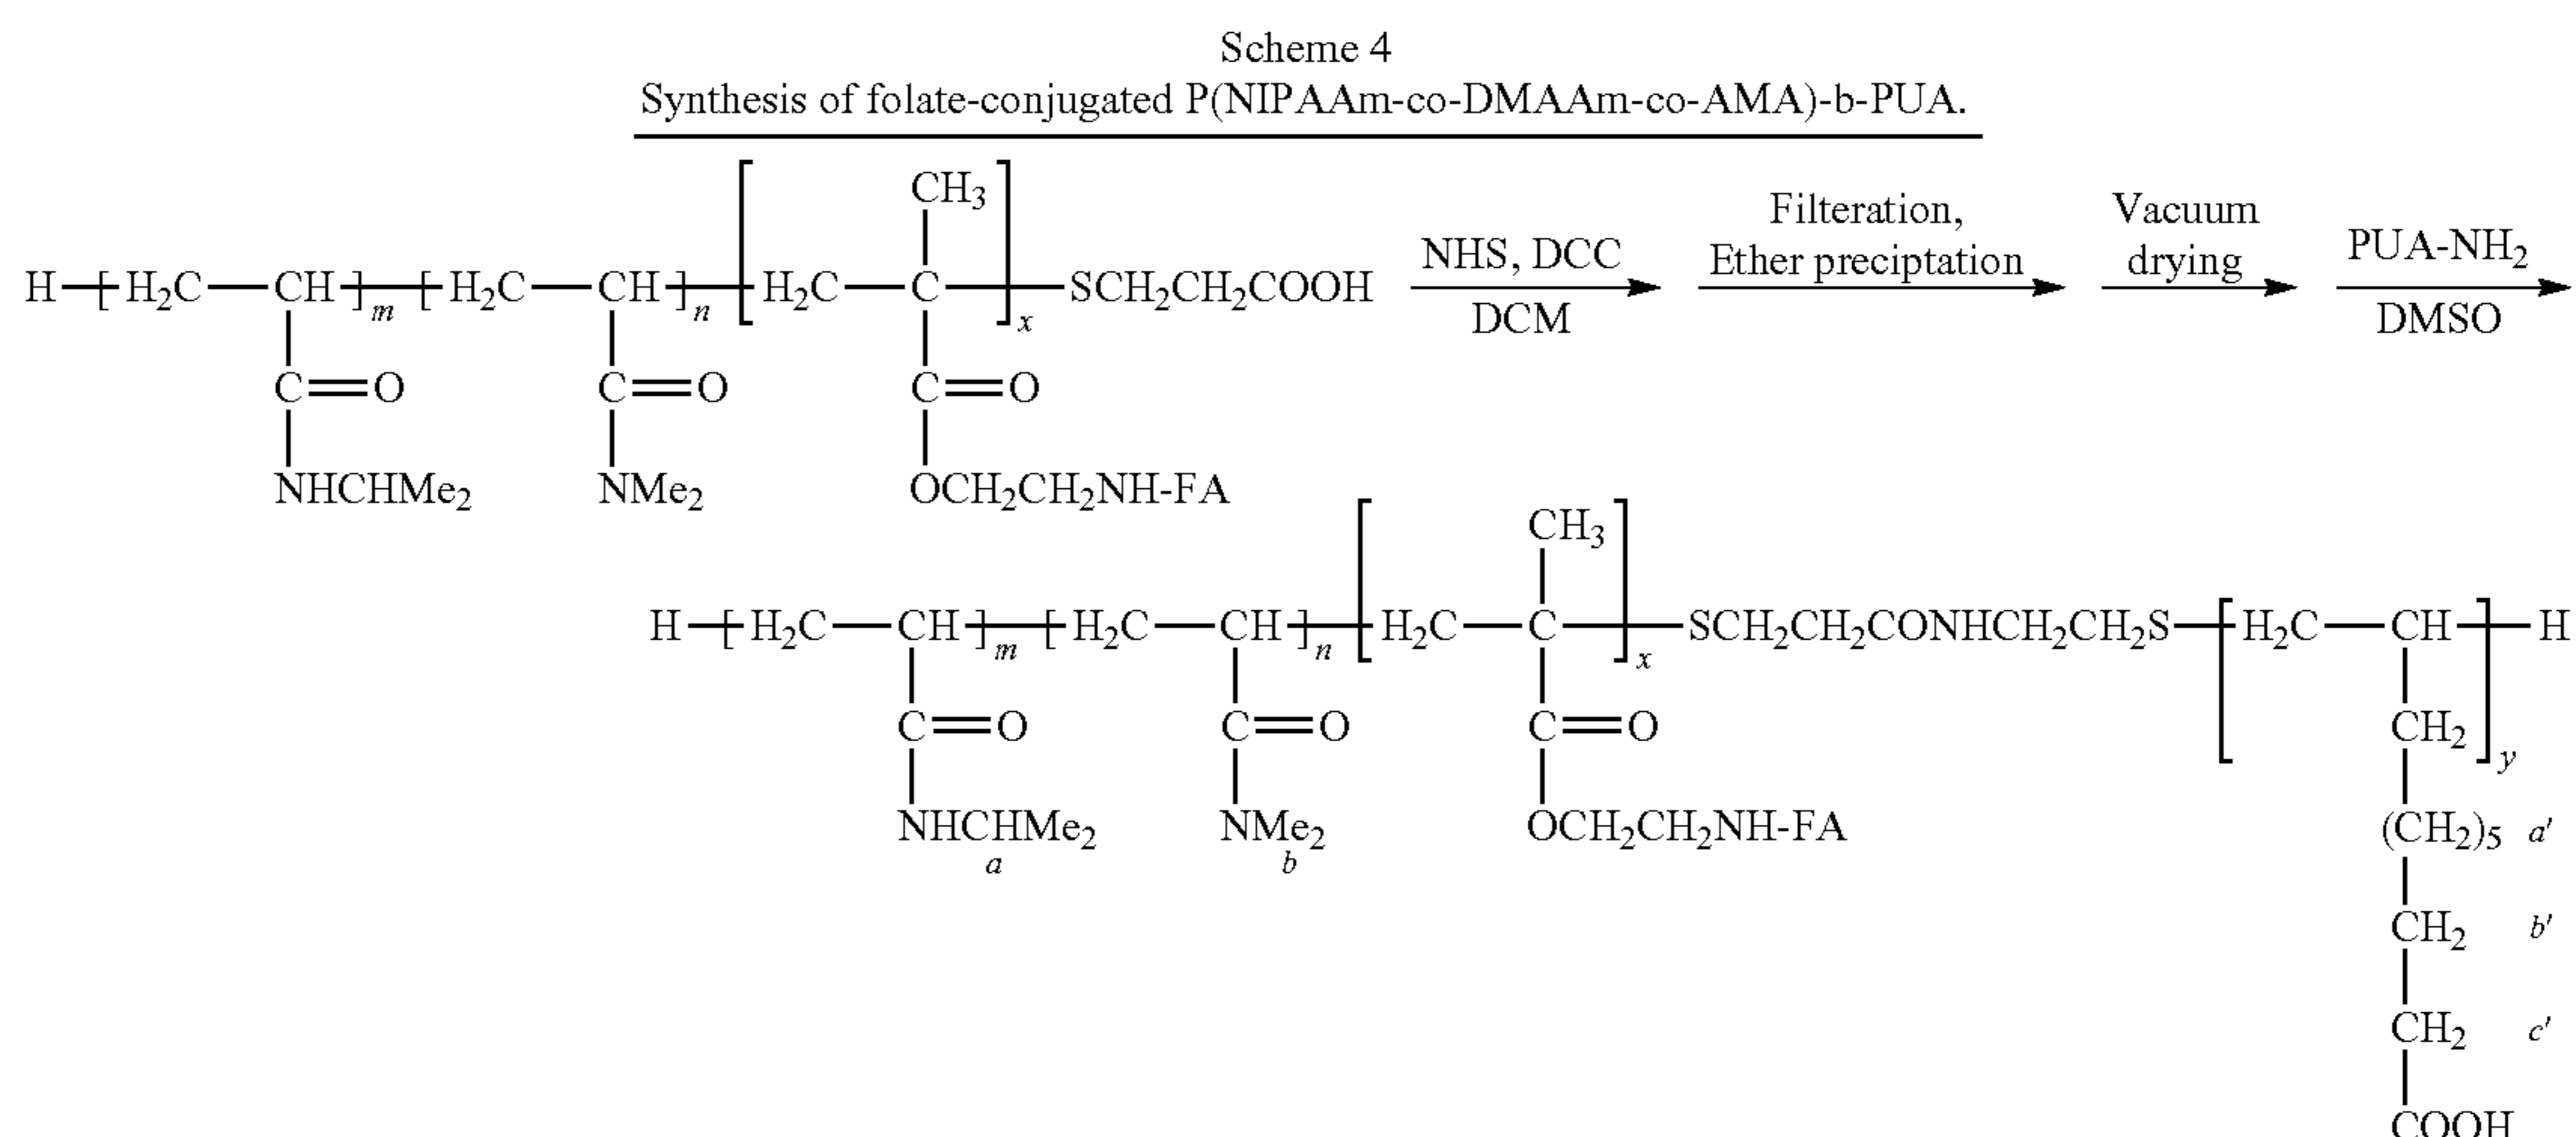 Scheme 4
Synthesis of folate-conjugated P(NIPAAm-co-DMAAm-co-AMA)-b-PUA.
CH3
H [ H2C CH ]m [ H2C CH ]n [ H2C C ]x SCH2CH2COOH
NHS, DCC
DCM
Filteration,
Ether preciptation
Vacuum
drying
PUA-NH2
DMSO
C=O C=O C=O
NHCHMe2 NMe2 OCH2CH2NH-FA
CH3
H [ H2C CH ]m [ H2C CH ]n [ H2C C ]x SCH2CH2CONHCH2CH2S [ H2C CH ]y H
C=O C=O C=O CH2
NHCHMe2 NMe2 OCH2CH2NH-FA (CH2)5 a'
a b
CH2 b'
CH2 c'
COOH